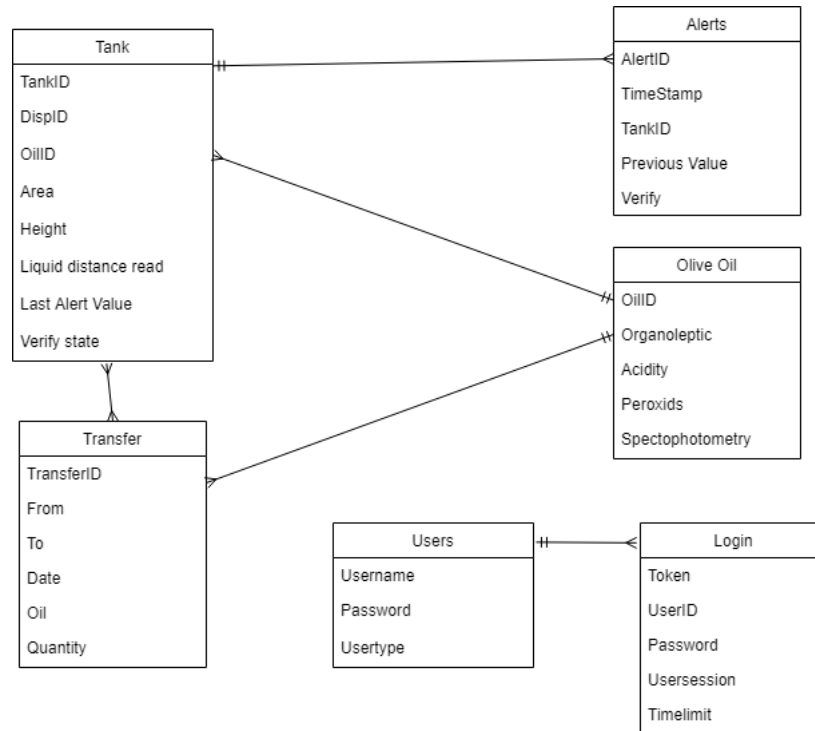 Tank
TankID
DispID
OilID
Area
Height
Liquid distance read
Last Alert Value
Verify state
Alerts
AlertID
TimeStamp
TankID
Previous Value
Verify
Olive Oil
OilID
Organoleptic
Acidity
Peroxids
Spectophotometry
Transfer
TransferID
From
To
Date
Oil
Quantity
Users
Username
Password
Usertype
Login
Token
UserID
Password
Usersession
Timelimit